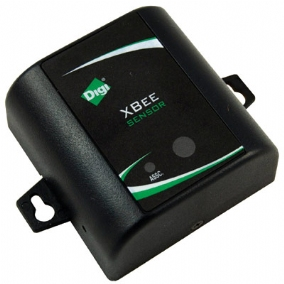 Digi
XBEE
SENSOR
ASSC.